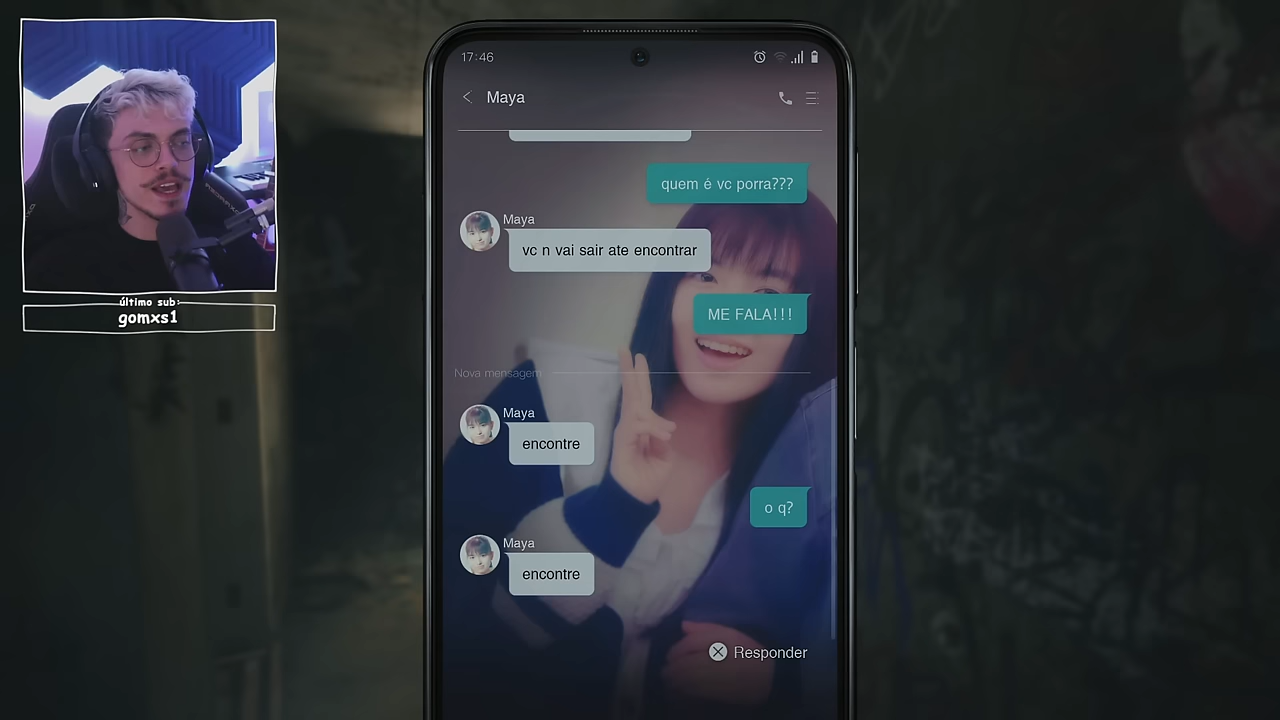 17:46
Maya
quem é vc porra???
Maya
vc n vai sair ate encontrar
ME FALA!!!
Nova mensagem
Maya
encontre
o q?
Maya
encontre
Responder
último sub:
gomxs1